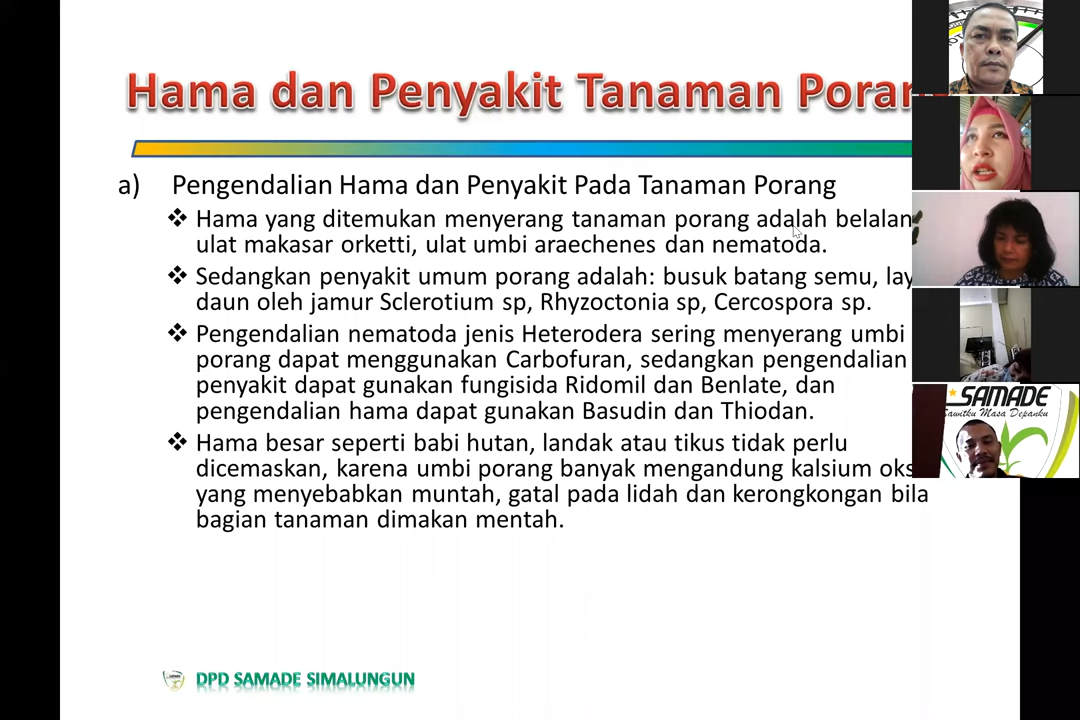 Hama dan Penyakit Tanaman
a) Pengendalian Hama dan Penyakit Pada Tanaman Porang
❖ Hama yang ditemukan menyerang tanaman porang adalah
ulat makasar orketti, ulat umbi araechenes dan nematoda.
❖ Sedangkan penyakit umum porang adalah: busuk batang semu,
daun oleh jamur Sclerotium sp, Rhyzoctonia sp, Cercospora sp.
❖ Pengendalian nematoda jenis Heterodera sering menyerang umbi
porang dapat menggunakan Carbofuran, sedangkan pengendalian
penyakit dapat gunakan fungisida Ridomil dan Benlate, dan
pengendalian hama dapat gunakan Basudin dan Thiodan.
❖ Hama besar seperti babi hutan, landak atau tikus tidak perlu
dicemaskan, karena umbi porang banyak mengandung kalsium
yang menyebabkan muntah, gatal pada lidah dan kerongkongan bila
bagian tanaman dimakan mentah.
DPD SAMADE SIMALUNGUN
SAMADE
Masa Depanku